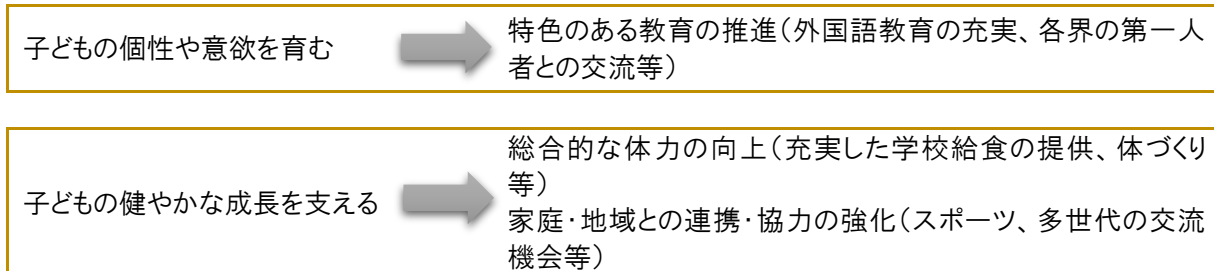 子どもの個性や意欲を育む
特色のある教育の推進（外国語教育の充実、各界の第一人
者との交流等）
子どもの健やかな成長を支える
総合的な体力の向上（充実した学校給食の提供、体づくり
等）
家庭・地域との連携・協力の強化（スポーツ、多世代の交流
機会等）